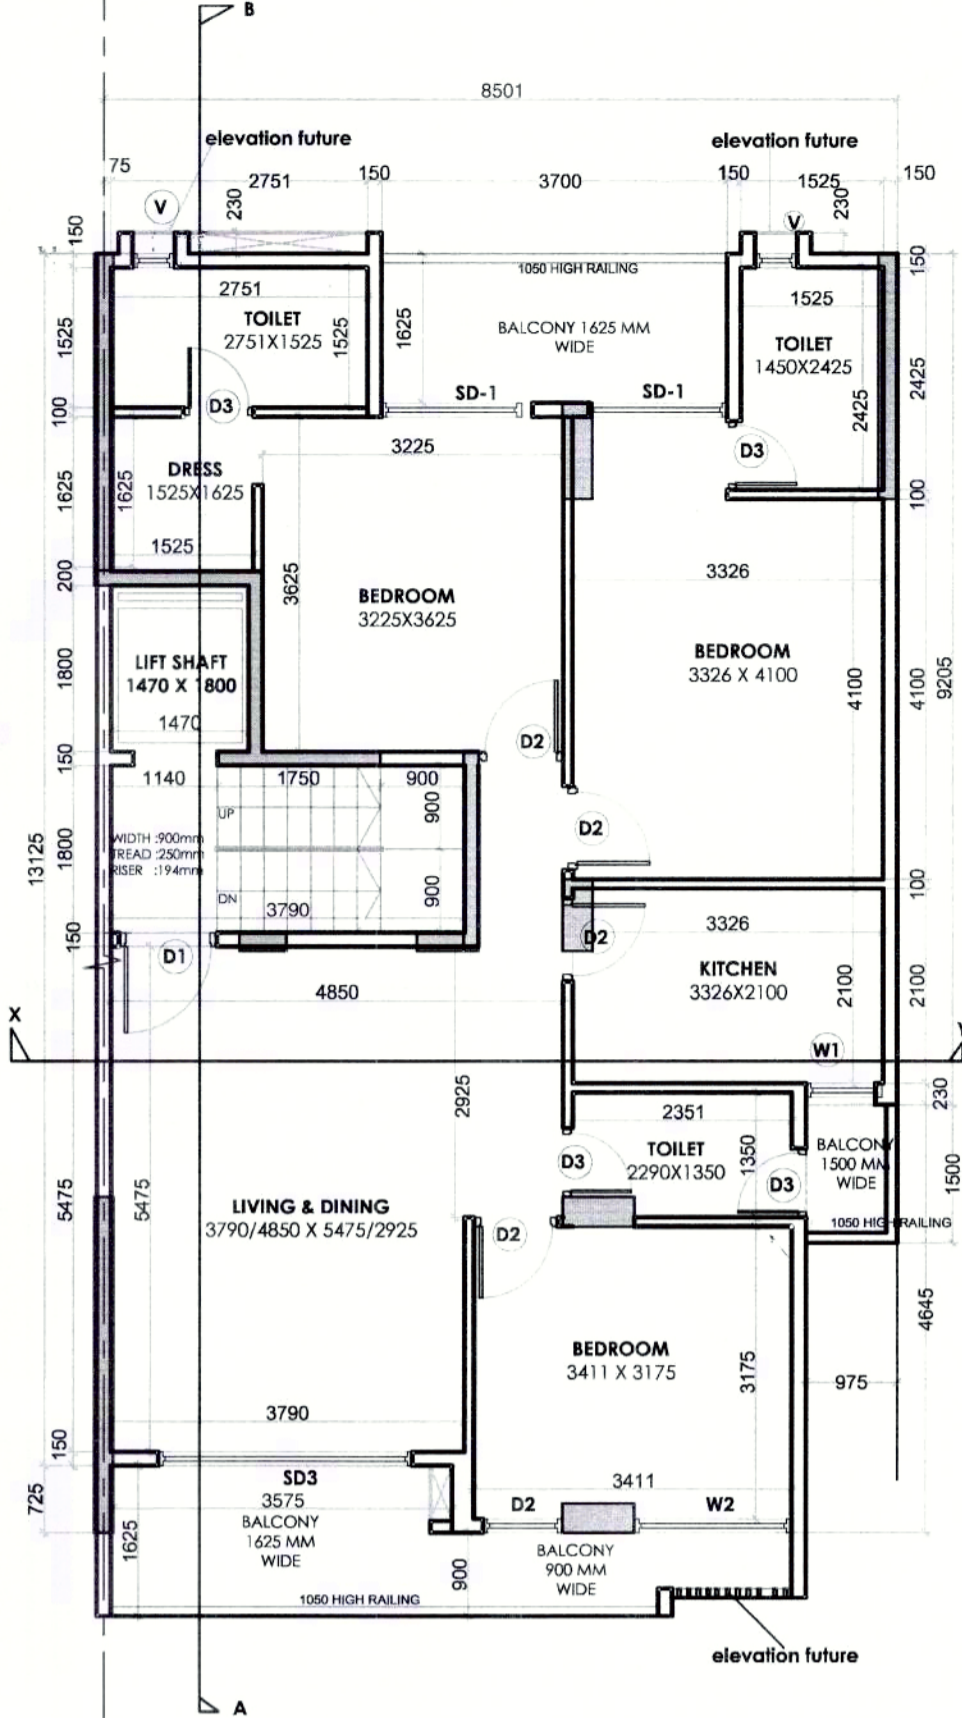 B
8501
elevation future
elevation future
75
2751
150
3700
150
1525
150
230
230
V
V
150
150
1050 HIGH RAILING
2751
TOILET
2751X1525
1525
1525
1625
BALCONY 1625 MM
WIDE
1525
TOILET
1450X2425
2425
2425
SD-1
SD-1
D3
100
3225
D3
DRESS
1525X1625
1625
1625
1525
100
200
3625
BEDROOM
3225X3625
3326
BEDROOM
3326 X 4100
4100
4100
9205
LIFT SHAFT
1470 X 1800
1470
1800
D2
150
1140
1750
900
900
UP
WIDTH :900mm
TREAD :250mm
RISER :194mm
1800
13125
D2
DN
900
3790
100
3326
150
D1
D2
KITCHEN
3326X2100
2100
2100
4850
X
Y
W1
2925
230
2351
TOILET
2290X1350
1350
D3
D3
BALCONY
1500 MM
WIDE
1500
1050 HIGH RAILING
5475
5475
LIVING & DINING
3790/4850 X 5475/2925
D2
4645
BEDROOM
3411 X 3175
3175
975
3790
150
SD3
3575
BALCONY
1625 MM
WIDE
3411
D2
W2
725
1625
900
BALCONY
900 MM
WIDE
1050 HIGH RAILING
elevation future
A